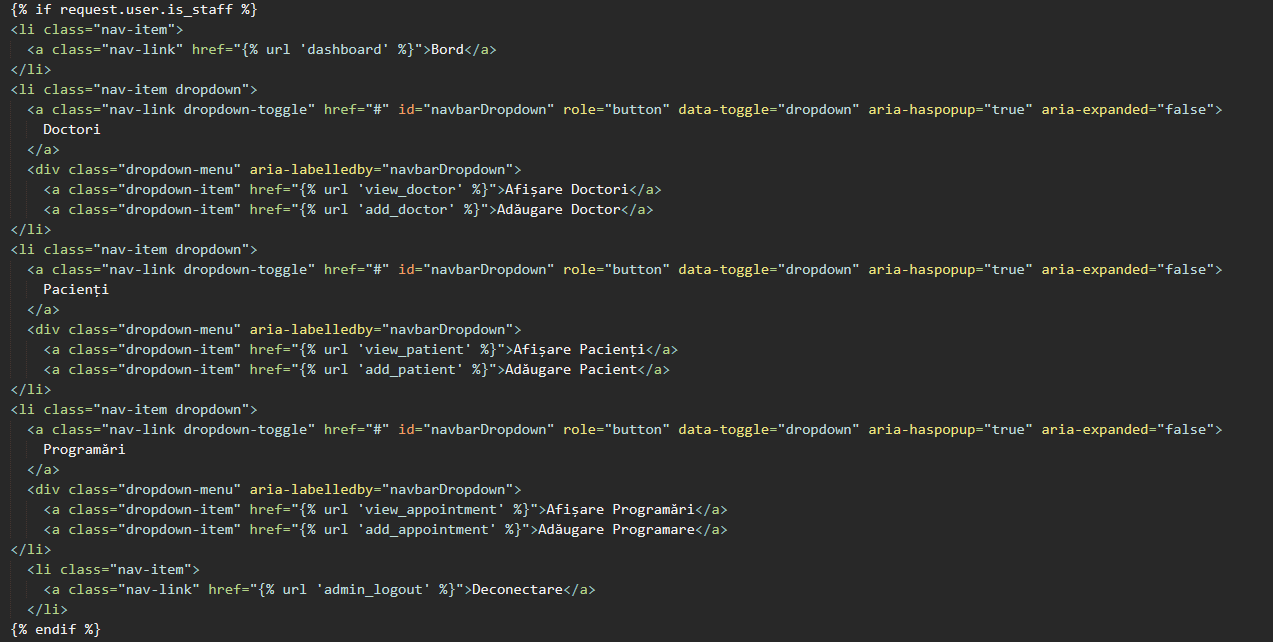 {% if request.user.is_staff %}
<li class="nav-item">
  <a class="nav-link" href="{% url 'dashboard' %}">Bord</a>
</li>
<li class="nav-item dropdown">
  <a class="nav-link dropdown-toggle" href="#" id="navbarDropdown" role="button" data-toggle="dropdown" aria-haspopup="true" aria-expanded="false">
    Doctori
  </a>
  <div class="dropdown-menu" aria-labelledby="navbarDropdown">
    <a class="dropdown-item" href="{% url 'view_doctor' %}">Afișare Doctori</a>
    <a class="dropdown-item" href="{% url 'add_doctor' %}">Adăugare Doctor</a>
</li>
<li class="nav-item dropdown">
  <a class="nav-link dropdown-toggle" href="#" id="navbarDropdown" role="button" data-toggle="dropdown" aria-haspopup="true" aria-expanded="false">
    Pacienți
  </a>
  <div class="dropdown-menu" aria-labelledby="navbarDropdown">
    <a class="dropdown-item" href="{% url 'view_patient' %}">Afișare Pacienți</a>
    <a class="dropdown-item" href="{% url 'add_patient' %}">Adăugare Pacient</a>
</li>
<li class="nav-item dropdown">
  <a class="nav-link dropdown-toggle" href="#" id="navbarDropdown" role="button" data-toggle="dropdown" aria-haspopup="true" aria-expanded="false">
    Programări
  </a>
  <div class="dropdown-menu" aria-labelledby="navbarDropdown">
    <a class="dropdown-item" href="{% url 'view_appointment' %}">Afișare Programări</a>
    <a class="dropdown-item" href="{% url 'add_appointment' %}">Adăugare Programare</a>
</li>
  <li class="nav-item">
    <a class="nav-link" href="{% url 'admin_logout' %}">Deconectare</a>
  </li>
{% endif %}